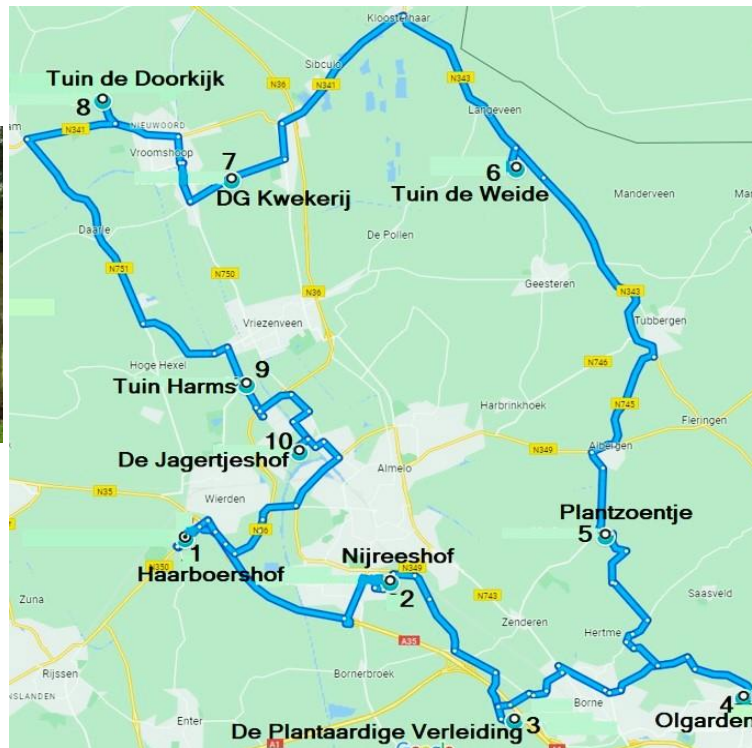 Kloosterhaar
Sibculo
N36
N341
N343
Tuin de Doorkijk
8
Langeveen
NIEUWOORD
N341
Vroomshoop
7
DG Kwekerij
6
Tuin de Weide
Manderveen
Daarle
De Pollen
N751
N750
N36
Geesteren
N343
Tubbergen
Vriezenveen
Hoge Hexel
9
Tuin Harms
N746
N745
Harbrinkhoek
Fleringen
10
De Jagertjeshof
Almelo
N349
Albergen
N35
Wierden
Plantzoentje
5
1
Haarboershof
N350
N36
Nijreeshof
N349
2
N743
Saasveld
Zuna
Zenderen
Hertme
A35
Rijssen
Bornerbroek
NSLANDEN
Enter
De Plantaardige Verleiding
3
Borne
4
Olgarden
A1
Google